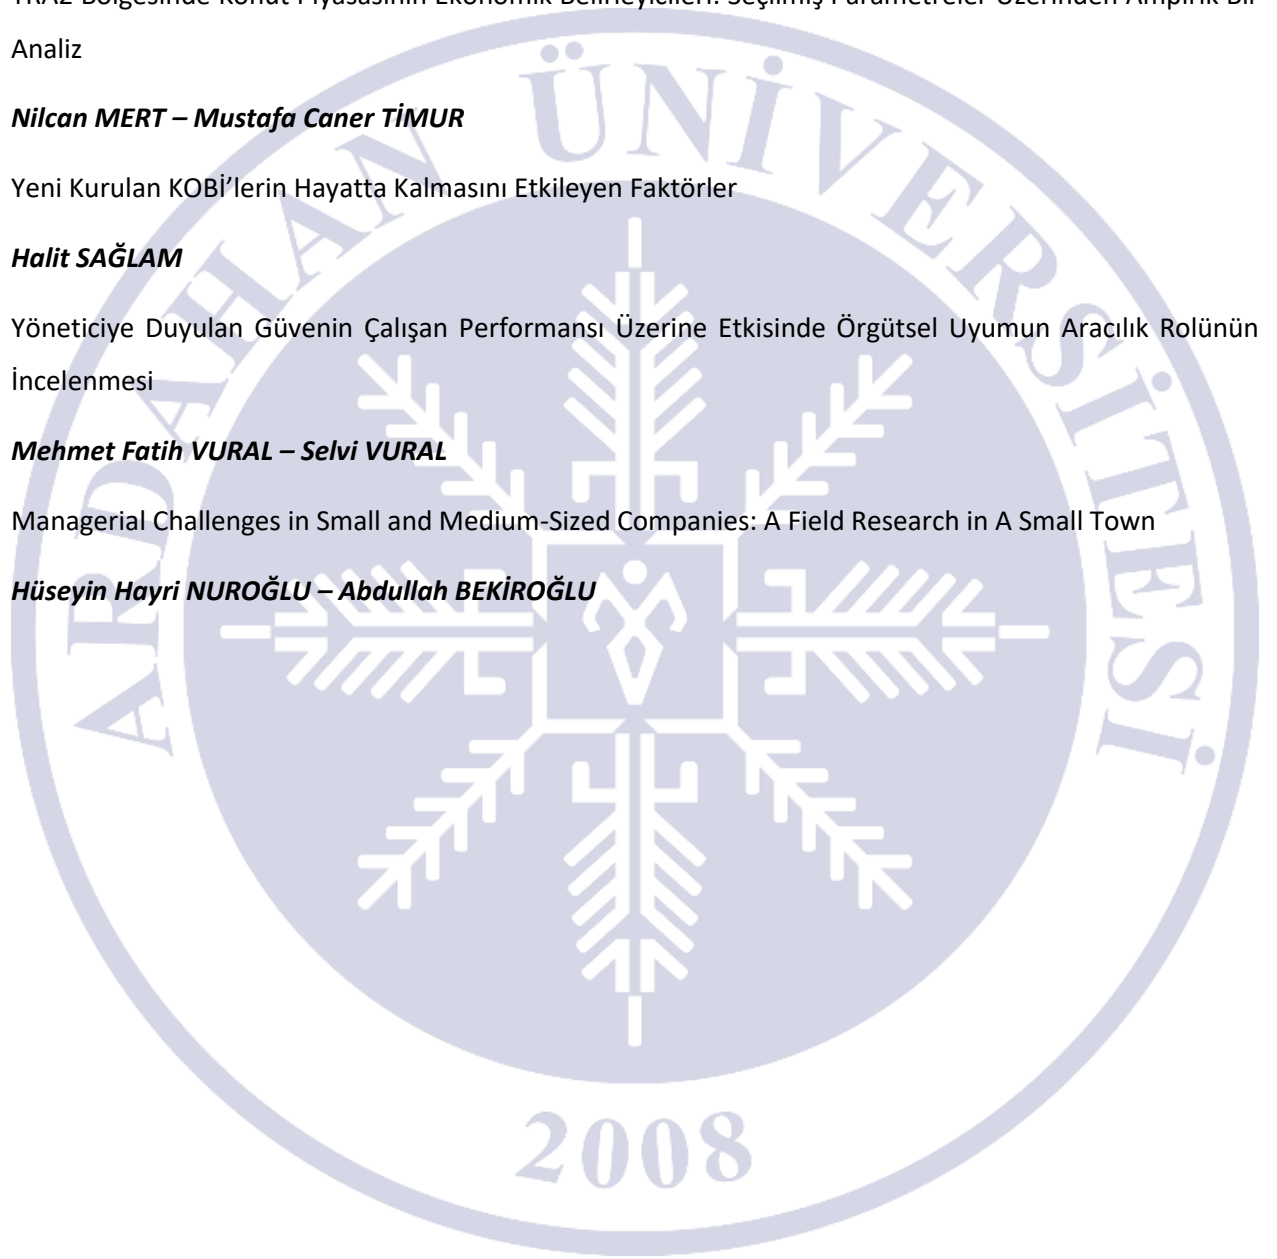 TRA2 Bölgesinde Konut Piyasasının Ekonomik Belirleyicileri: Seçilmiş Parametreler Üzerinden Ampirik Bir
Analiz
Nilcan MERT – Mustafa Caner TİMUR
Yeni Kurulan KOBİ’lerin Hayatta Kalmasını Etkileyen Faktörler
Halit SAĞLAM
Yöneticiye Duyulan Güvenin Çalışan Performansı Üzerine Etkisinde Örgütsel Uyumun Aracılık Rolünün
İncelenmesi
Mehmet Fatih VURAL – Selvi VURAL
Managerial Challenges in Small and Medium-Sized Companies: A Field Research in A Small Town
Hüseyin Hayri NUROĞLU – Abdullah BEKİROĞLU
ARDAHAN ÜNİVERSİTESİ
2008